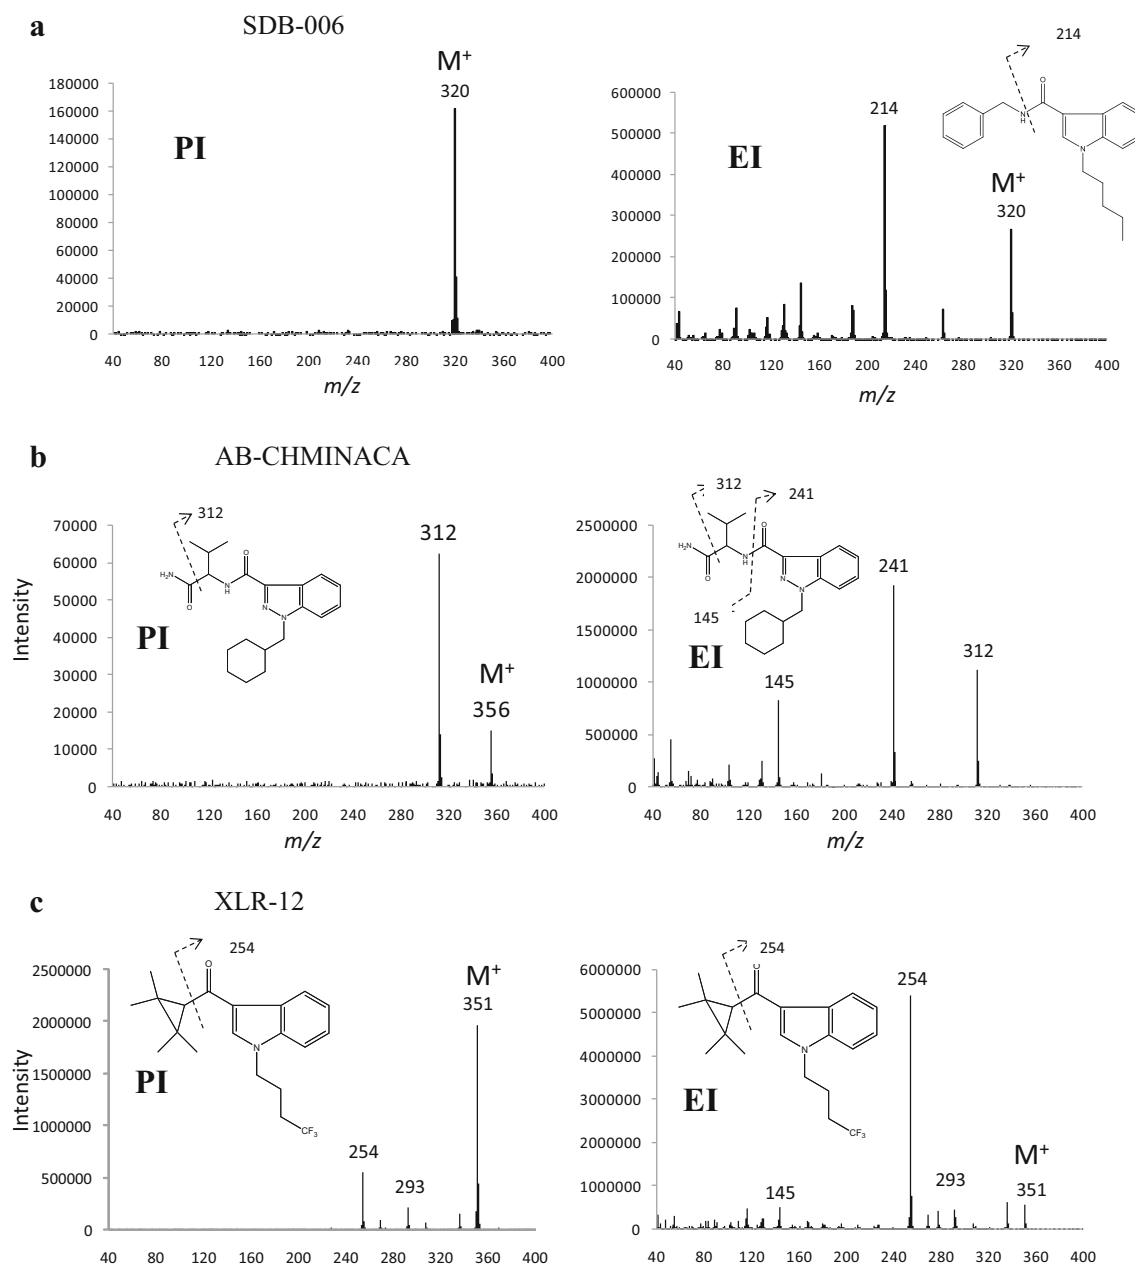 a
SDB-006
PI
M+
320
180000
160000
140000
120000
100000
80000
60000
40000
20000
0
40 80 120 160 200 240 280 320 360 400
m/z
EI
214
M+
320
600000
500000
400000
300000
200000
100000
0
40 80 120 160 200 240 280 320 360 400
m/z
214
O
N
H
N
b
AB-CHMINACA
PI
312
M+
356
Intensity
70000
60000
50000
40000
30000
20000
10000
0
40 80 120 160 200 240 280 320 360 400
m/z
312
H2N
O
N
H
O
N
N
EI
241
312
145
2500000
2000000
1500000
1000000
500000
0
40 80 120 160 200 240 280 320 360 400
m/z
312
241
145
H2N
O
N
H
O
N
N
c
XLR-12
PI
M+
351
254
293
Intensity
2500000
2000000
1500000
1000000
500000
0
40 80 120 160 200 240 280 320 360 400
254
O
N
CF3
EI
254
293
M+
351
145
6000000
5000000
4000000
3000000
2000000
1000000
0
40 80 120 160 200 240 280 320 360 400
254
O
N
CF3